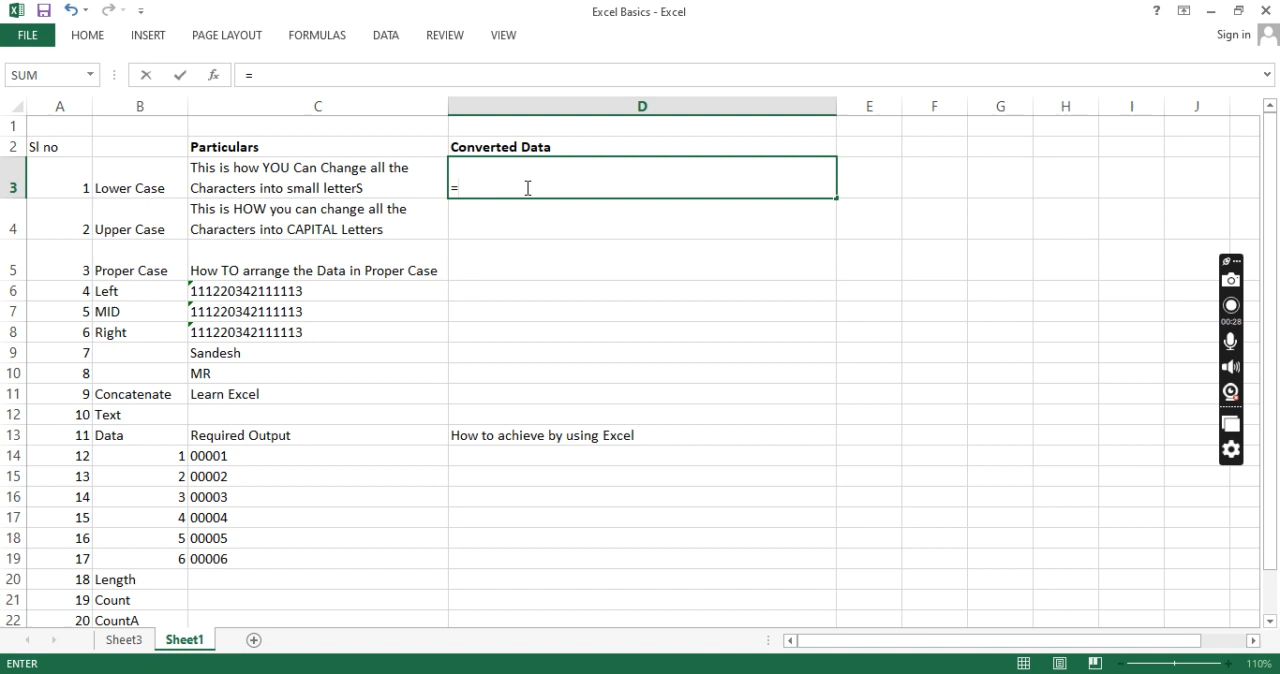 Excel Basics - Excel
?
Sign in
FILE HOME INSERT PAGE LAYOUT FORMULAS DATA REVIEW VIEW
SUM fx =
A B C D E F G H I J
1
2 Sl no Particulars Converted Data
This is how YOU Can Change all the
3 1 Lower Case Characters into small letterS =
This is HOW you can change all the
4 2 Upper Case Characters into CAPITAL Letters
5 3 Proper Case How TO arrange the Data in Proper Case
6 4 Left 111220342111113
7 5 MID 111220342111113
8 6 Right 111220342111113
9 7 Sandesh
10 8 MR
11 9 Concatenate Learn Excel
12 10 Text
13 11 Data Required Output How to achieve by using Excel
14 12 1 00001
15 13 2 00002
16 14 3 00003
17 15 4 00004
18 16 5 00005
19 17 6 00006
20 18 Length
21 19 Count
22 20 CountA
00:28
Sheet3 Sheet1
ENTER 110%